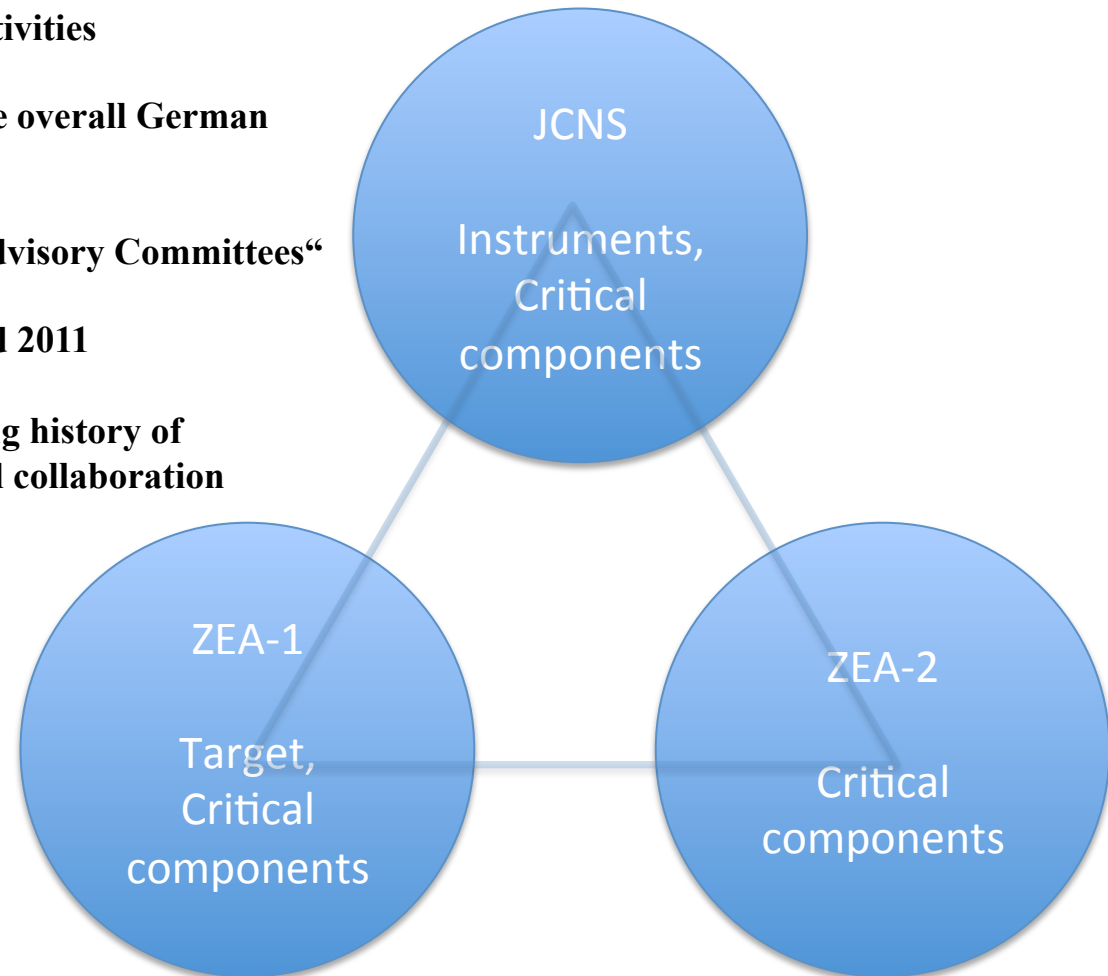 tivities
e overall German
dvisory Committees“
d 2011
g history of
d collaboration
JCNS
Instruments,
Critical
components
ZEA-1
Target,
Critical
components
ZEA-2
Critical
components